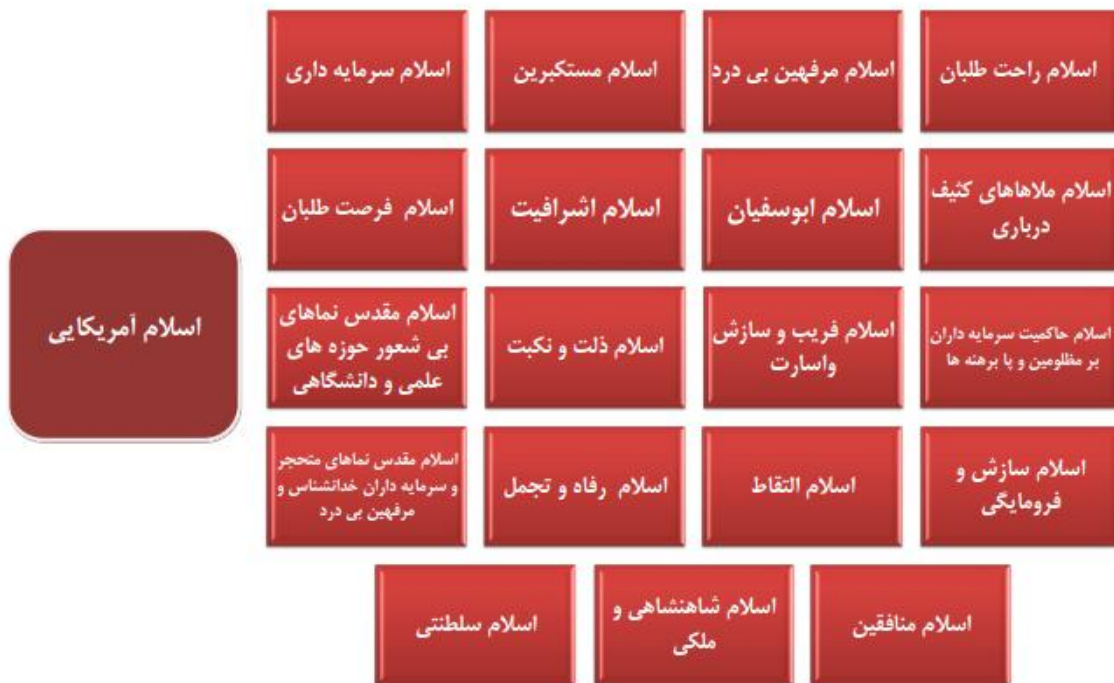 اسلام راحت طلبان
اسلام مرفهین بی درد
اسلام مستکبرین
اسلام سرمایه داری
اسلام ملاهاهای کثیف
درباری
اسلام ابوسفیان
اسلام اشرافیت
اسلام فرصت طلبان
اسلام حاکمیت سرمایه داران
بر مظلومین و پا برهنه ها
اسلام فریب و سازش
واسارت
اسلام ذلت و نکبت
اسلام مقدس نماهای
بی شعور حوزه های
علمی و دانشگاهی
اسلام سازش و
فرومایگی
اسلام التقاط
اسلام رفاه و تجمل
اسلام مقدس نماهای متحجر
و سرمایه داران خدانشناس و
مرفهین بی درد
اسلام منافقین
اسلام شاهنشاهی و
ملکی
اسلام سلطنتی
اسلام آمریکایی